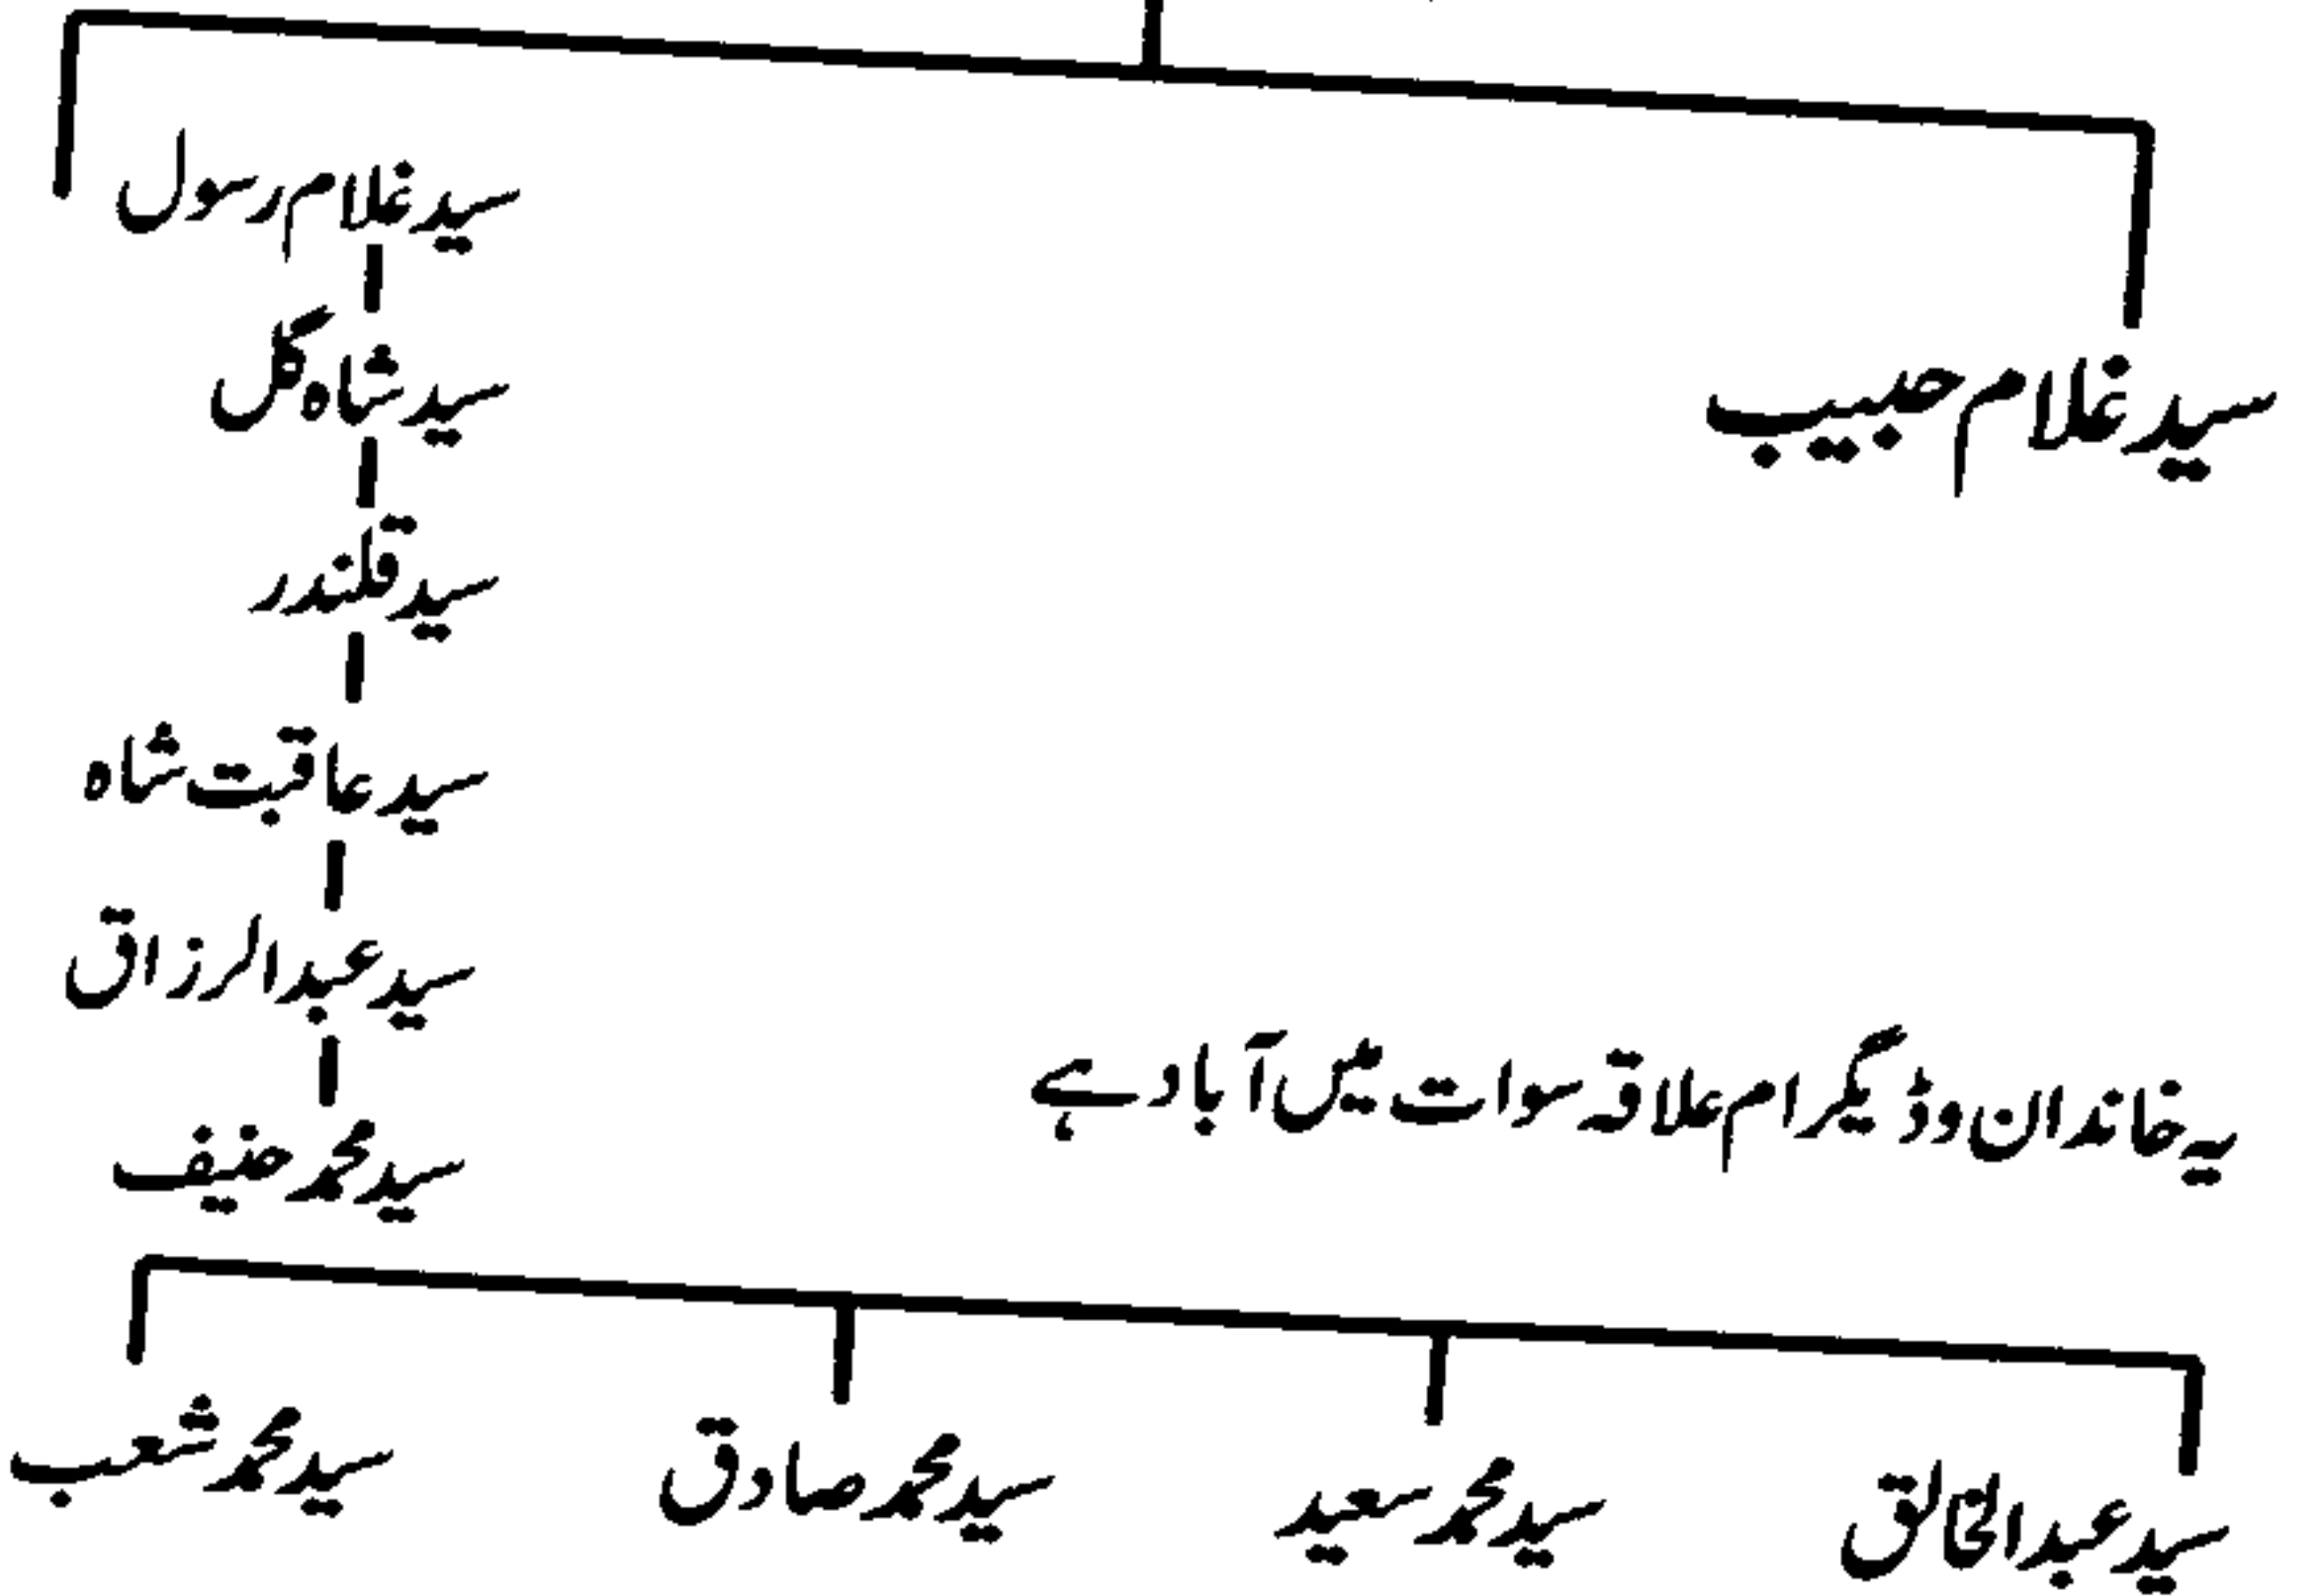 سید غلام رسول
سید غلام حبیب
سید شاہ گل
سید قلندر
سید عاقبت شاہ
سید عبدالرزاق
یہ خاندان وڈیگرام علاقہ سوات میں آباد ہے
سید محمد حنیف
سید عبدالخالق سید محمد سعید سید محمد صادق سید محمد شعب